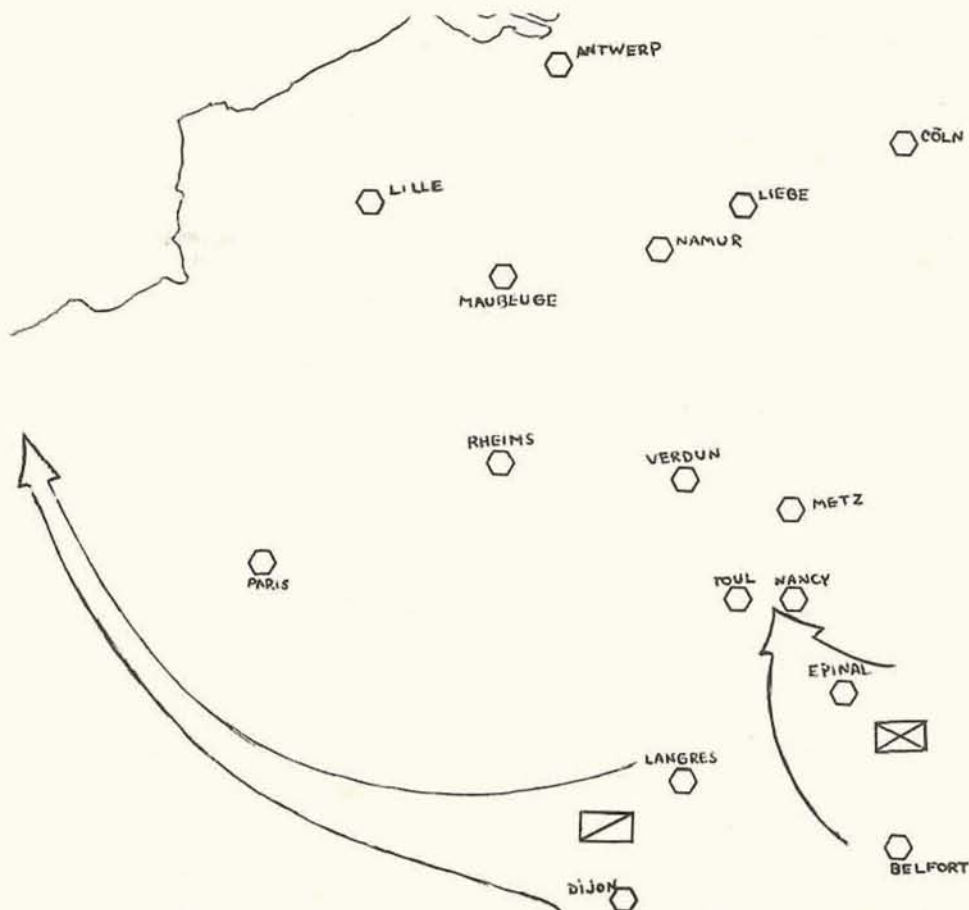 ANTWERP
CÖLN
LILLE
LIEGE
NAMUR
MAUBEUGE
RHEIMS
VERDUN
METZ
PARIS
TOUL NANCY
EPINAL
LANGRES
BELFORT
DIJON